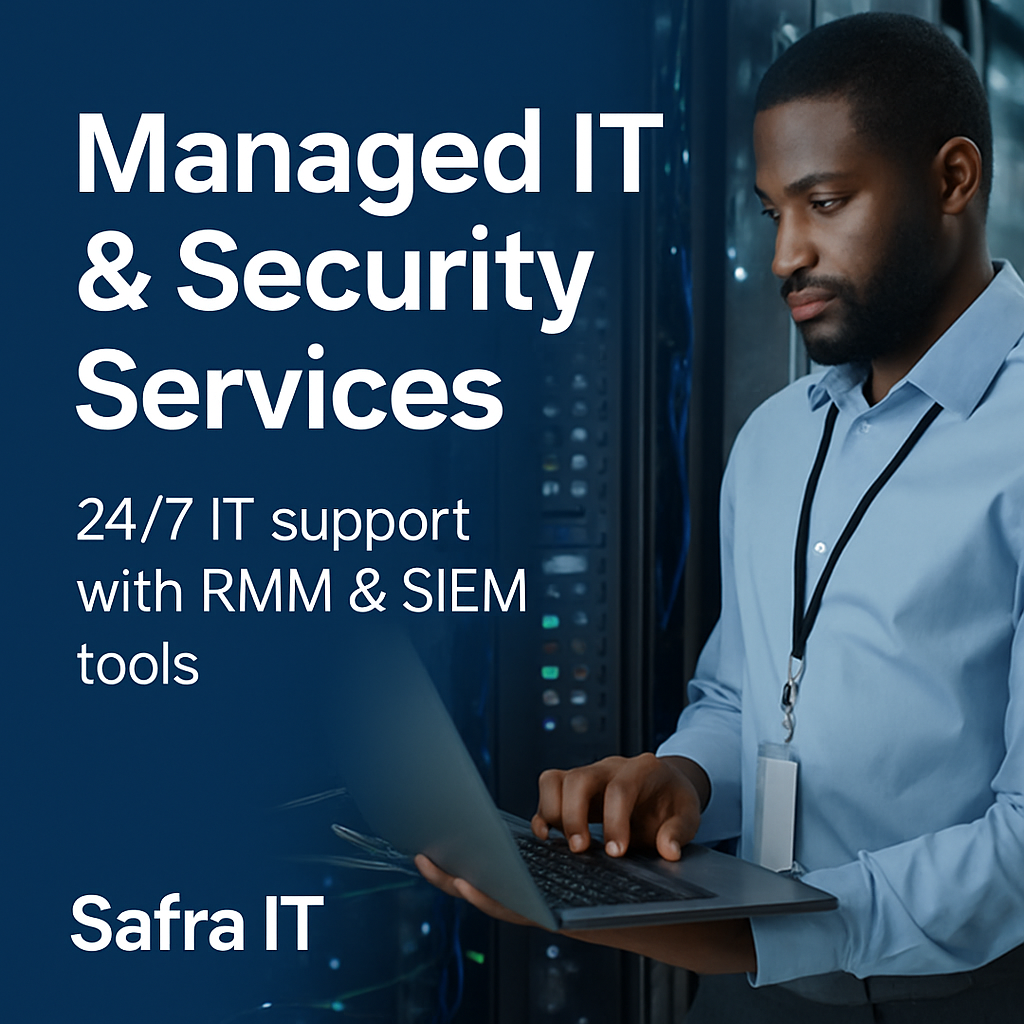 Managed IT
& Security
Services
24/7 IT support
with RMM & SIEM
tools
Safra IT